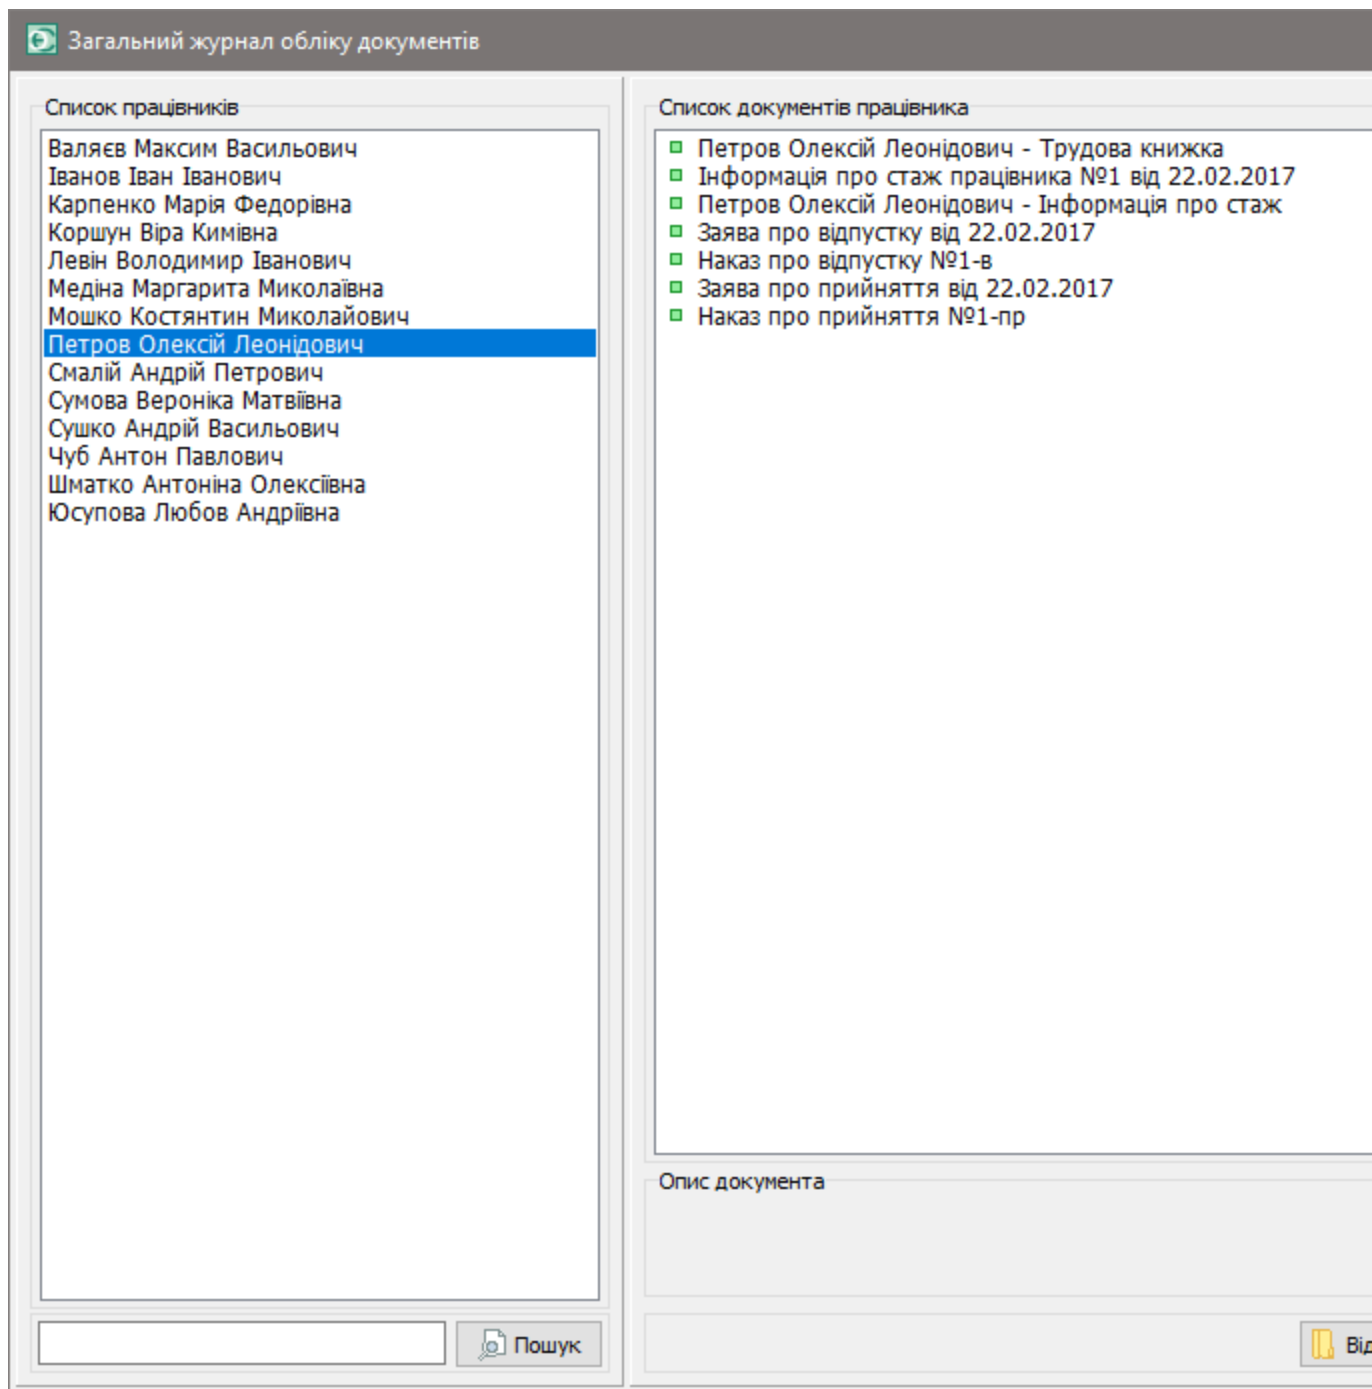 Загальний журнал обліку документів
Список працівників
Валяєв Максим Васильович
Іванов Іван Іванович
Карпенко Марія Федорівна
Коршун Віра Кимівна
Левін Володимир Іванович
Медіна Маргарита Миколаївна
Мошко Костянтин Миколайович
Петров Олексій Леонідович
Смалій Андрій Петрович
Сумова Вероніка Матвіївна
Сушко Андрій Васильович
Чуб Антон Павлович
Шматко Антоніна Олексіївна
Юсупова Любов Андріївна
Пошук
Список документів працівника
Петров Олексій Леонідович - Трудова книжка
Інформація про стаж працівника №1 від 22.02.2017
Петров Олексій Леонідович - Інформація про стаж
Заява про відпустку від 22.02.2017
Наказ про відпустку №1-в
Заява про прийняття від 22.02.2017
Наказ про прийняття №1-пр
Опис документа